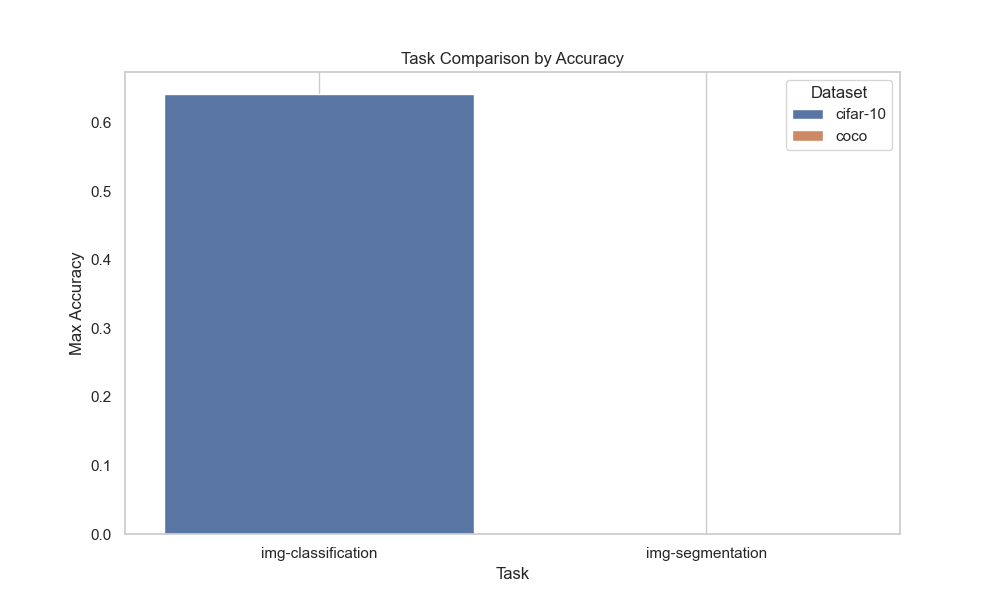 Task Comparison by Accuracy
Dataset
cifar-10
coco
0.6
0.5
0.4
0.3
0.2
0.1
0.0
Max Accuracy
img-classification
img-segmentation
Task